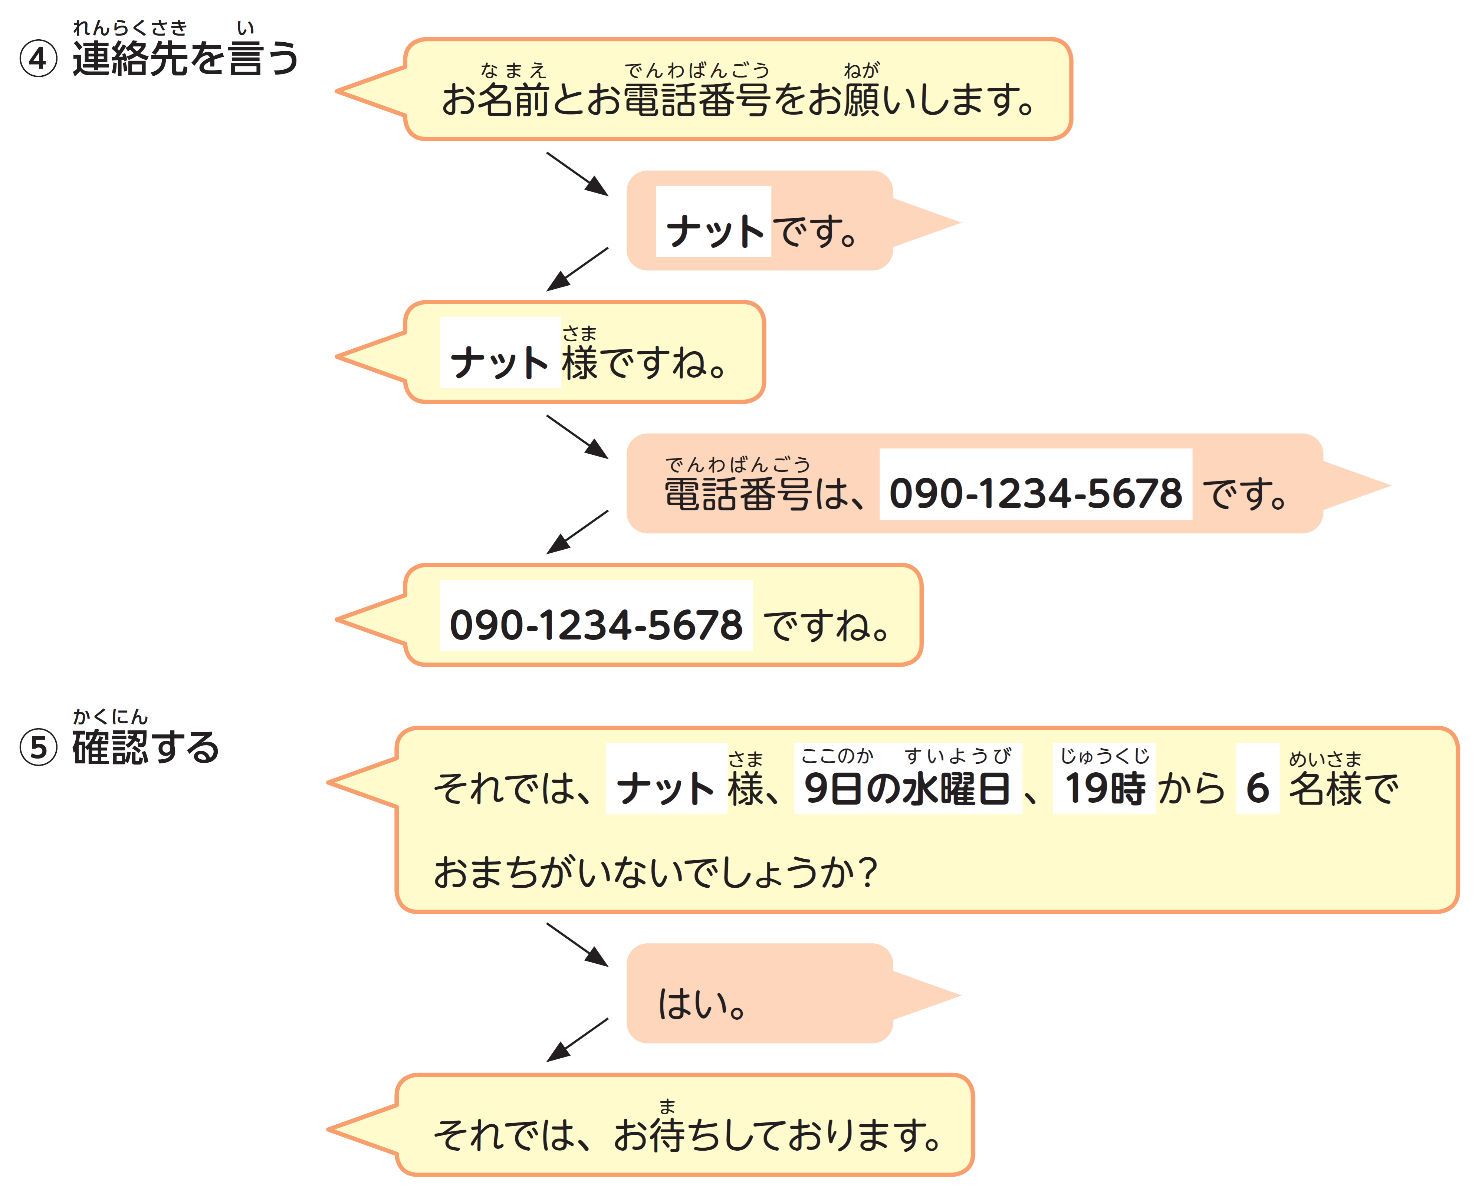 れんらくさき い
④ 連絡先を言う
なまえ でんわばんごう ねが
お名前とお電話番号をお願いします。
ナットです。
さま
ナット様ですね。
でんわばんごう
電話番号は、090-1234-5678 です。
090-1234-5678 ですね。
かくにん
⑤ 確認する
さま ここのか すいようび じゅうくじ めいさま
それでは、ナット様、9日の水曜日、19時から 6 名様で
おまちがいないでしょうか？
はい。
ま
それでは、お待ちしております。